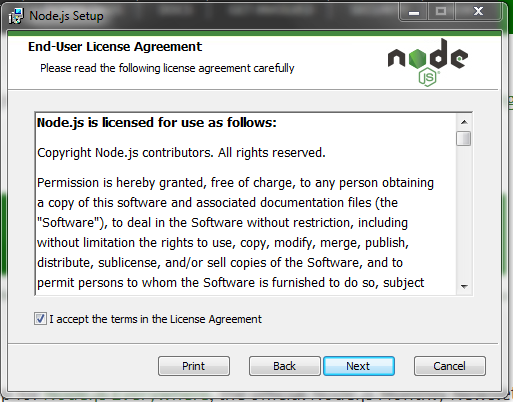 Node.js Setup
End-User License Agreement
Please read the following license agreement carefully
node
JS
Node.js is licensed for use as follows:
Copyright Node.js contributors. All rights reserved.
Permission is hereby granted, free of charge, to any person obtaining
a copy of this software and associated documentation files (the
"Software"), to deal in the Software without restriction, including
without limitation the rights to use, copy, modify, merge, publish,
distribute, sublicense, and/or sell copies of the Software, and to
permit persons to whom the Software is furnished to do so, subject
I accept the terms in the License Agreement
Print
Back
Next
Cancel